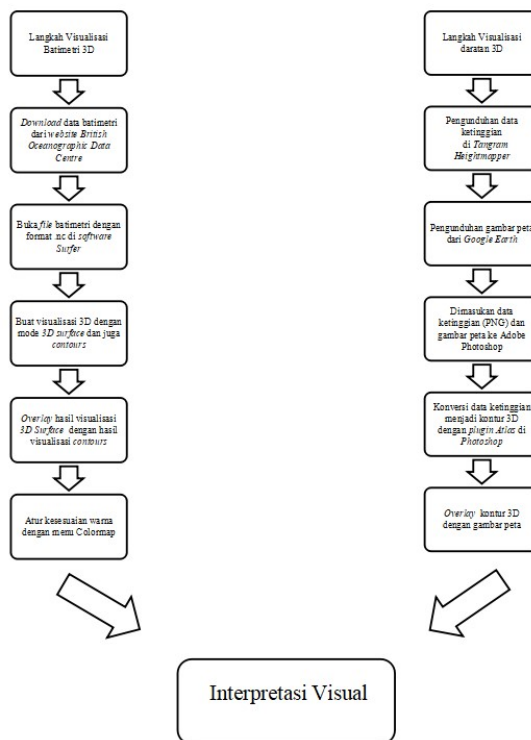 Langkah Visualisasi
Batimetri 3D
Download data batimetri
dari website British
Oceanographic Data
Centre
Buka file batimetri dengan
format .nc di software
Surfer
Buat visualisasi 3D dengan
mode 3D surface dan juga
contours
Overlay hasil visualisasi
3D Surface dengan hasil
visualisasi contours
Atur kesesuaian warna
dengan menu Colormap
Langkah Visualisasi
daratan 3D
Pengunduhan data
ketinggian
di Tangram
Heightmapper
Pengunduhan gambar peta
dari Google Earth
Dimasukan data
ketinggian (PNG) dan
gambar peta ke Adobe
Photoshop
Konversi data ketinggian
menjadi kontur 3D
dengan plugin Atlas di
Photoshop
Overlay kontur 3D
dengan gambar peta
Interpretasi Visual